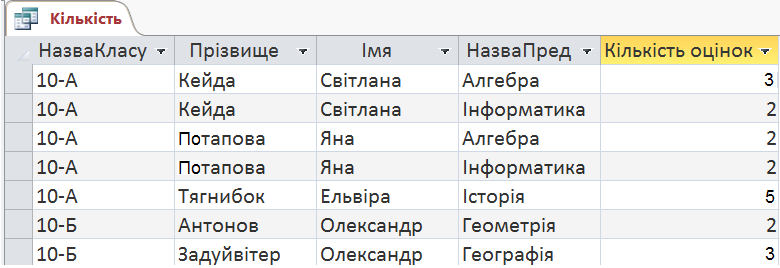 Кількість
НазваКласу Прізвище Імя НазваПред Кількість оцінок
10-А Кейда Світлана Алгебра 3
10-А Кейда Світлана Інформатика 2
10-А Потапова Яна Алгебра 2
10-А Потапова Яна Інформатика 2
10-А Тягнибок Ельвіра Історія 5
10-Б Антонов Олександр Геометрія 2
10-Б Задуйвітер Олександр Географія 3